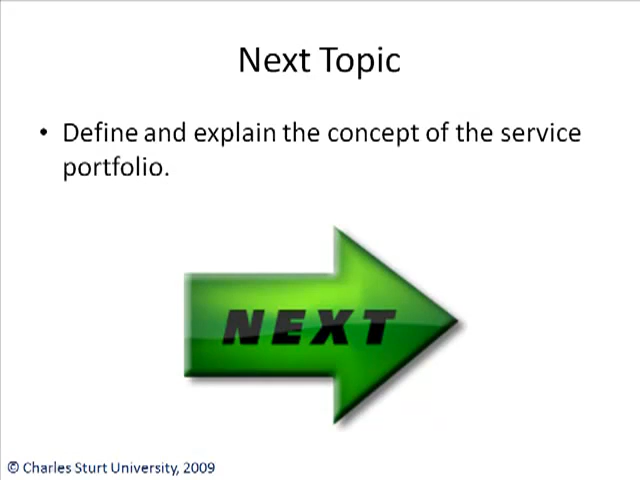 Next Topic
• Define and explain the concept of the service
portfolio.
NEXT
© Charles Sturt University, 2009